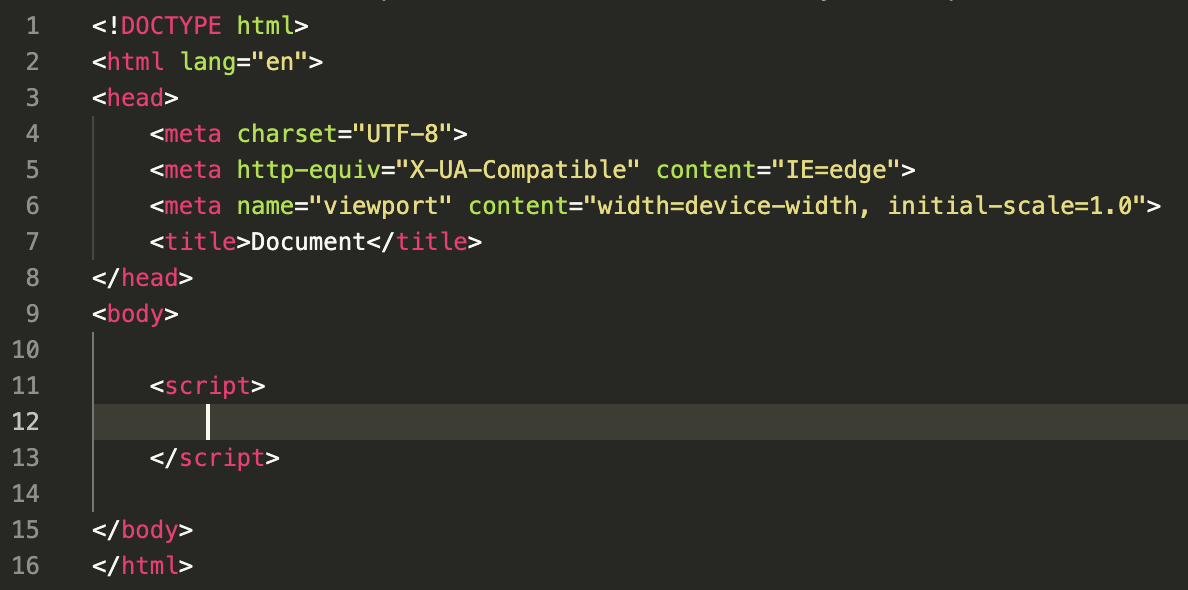 1 <!DOCTYPE html>
2 <html lang="en">
3 <head>
4     <meta charset="UTF-8">
5     <meta http-equiv="X-UA-Compatible" content="IE=edge">
6     <meta name="viewport" content="width=device-width, initial-scale=1.0">
7     <title>Document</title>
8 </head>
9 <body>
10
11     <script>
12
13     </script>
14
15 </body>
16 </html>